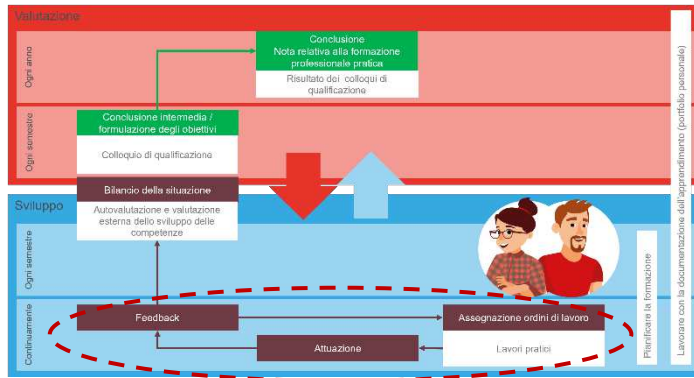 Valutazione
Ogni anno
Conclusione
Nota relativa alla formazione
professionale pratica
Risultato dei colloqui di
qualificazione
Ogni semestre
Conclusione intermedia /
formulazione degli obiettivi
Colloquio di qualificazione
Bilancio della situazione
Sviluppo
Autovalutazione e valutazione
esterna dello sviluppo delle
competenze
Ogni semestre
Continuamente
Feedback
Assegnazione ordini di lavoro
Attuazione
Lavori pratici
Pianificare la formazione
Lavorare con la documentazione dell'apprendimento (portfolio personale)